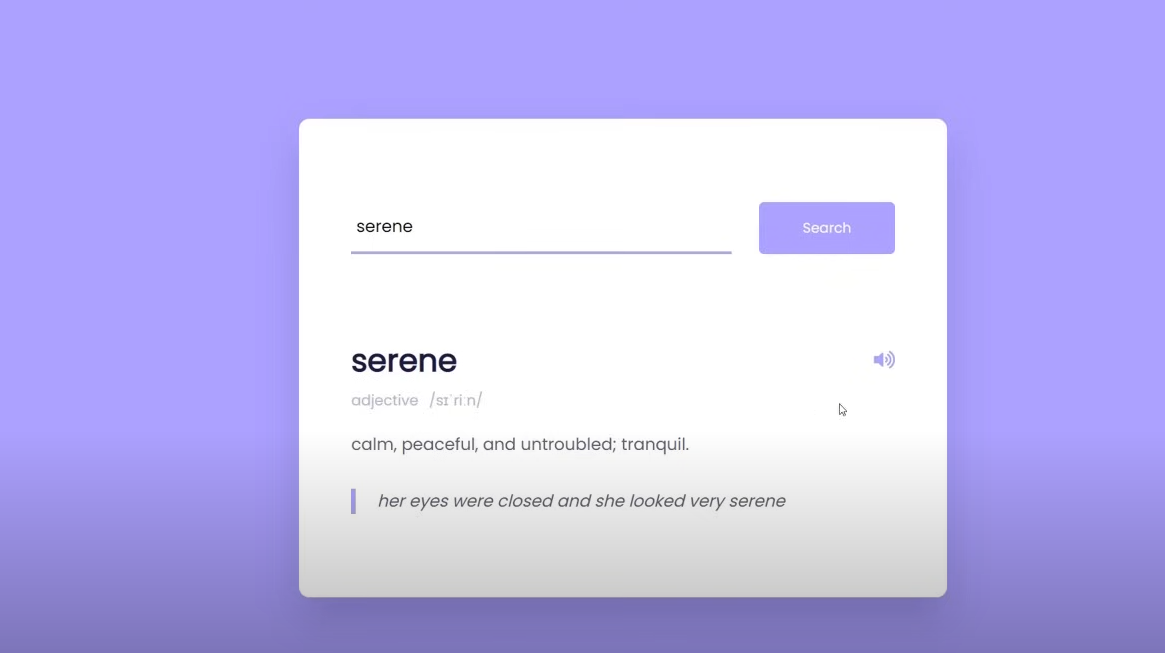 serene
Search
serene
adjective /sɪˈriːn/
calm, peaceful, and untroubled; tranquil.
her eyes were closed and she looked very serene